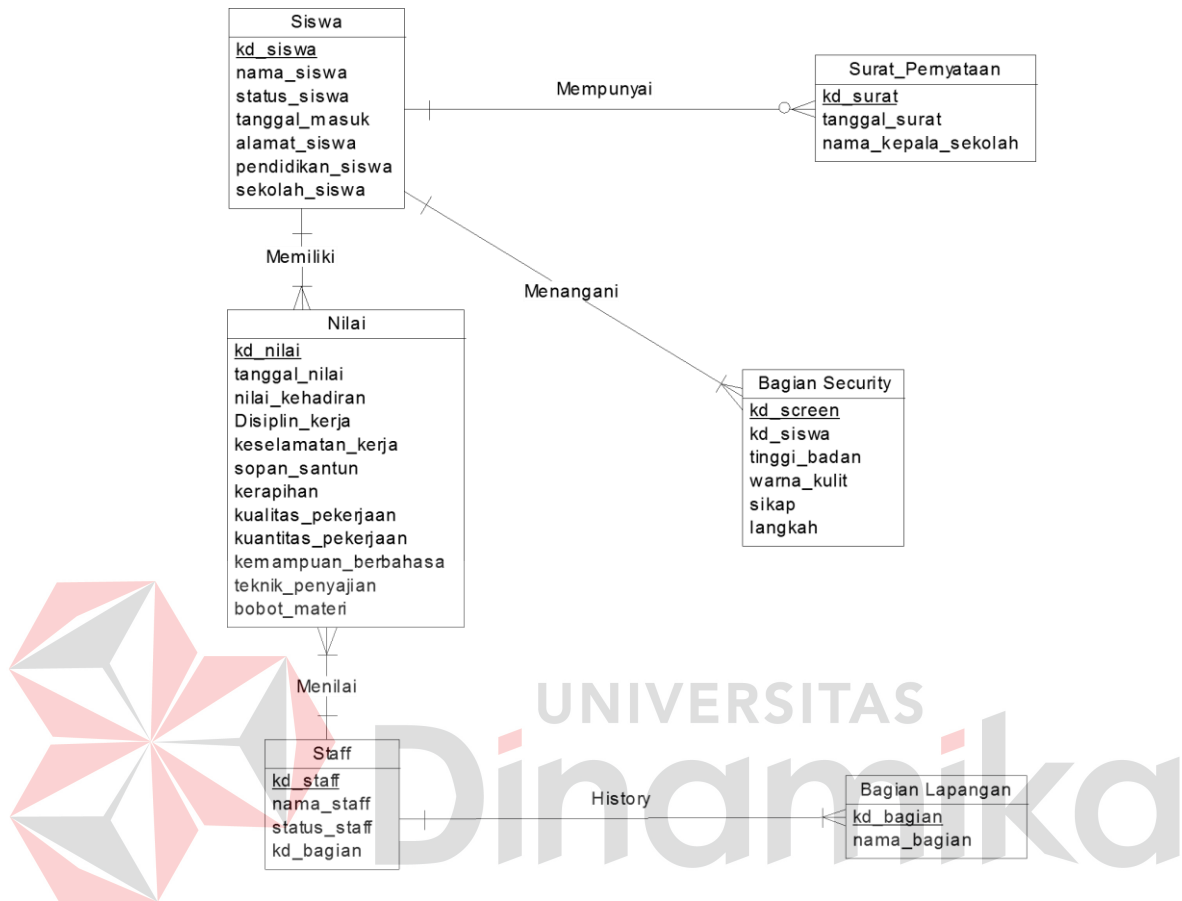 Siswa
kd_siswa
nama_siswa
status_siswa
tanggal_masuk
alamat_siswa
pendidikan_siswa
sekolah_siswa
Mempunyai
Surat_Pernyataan
kd_surat
tanggal_surat
nama_kepala_sekolah
Memiliki
Menangani
Nilai
kd_nilai
tanggal_nilai
nilai_kehadiran
Disiplin_kerja
keselamatan_kerja
sopan_santun
kerapihan
kualitas_pekerjaan
kuantitas_pekerjaan
kemampuan_berbahasa
teknik_penyajian
bobot_materi
Bagian Security
kd_screen
kd_siswa
tinggi_badan
warna_kulit
sikap
langkah
Menilai
UNIVERSITAS
Dinamika
Staff
kd_staff
nama_staff
status_staff
kd_bagian
History
Bagian Lapangan
kd_bagian
nama_bagian